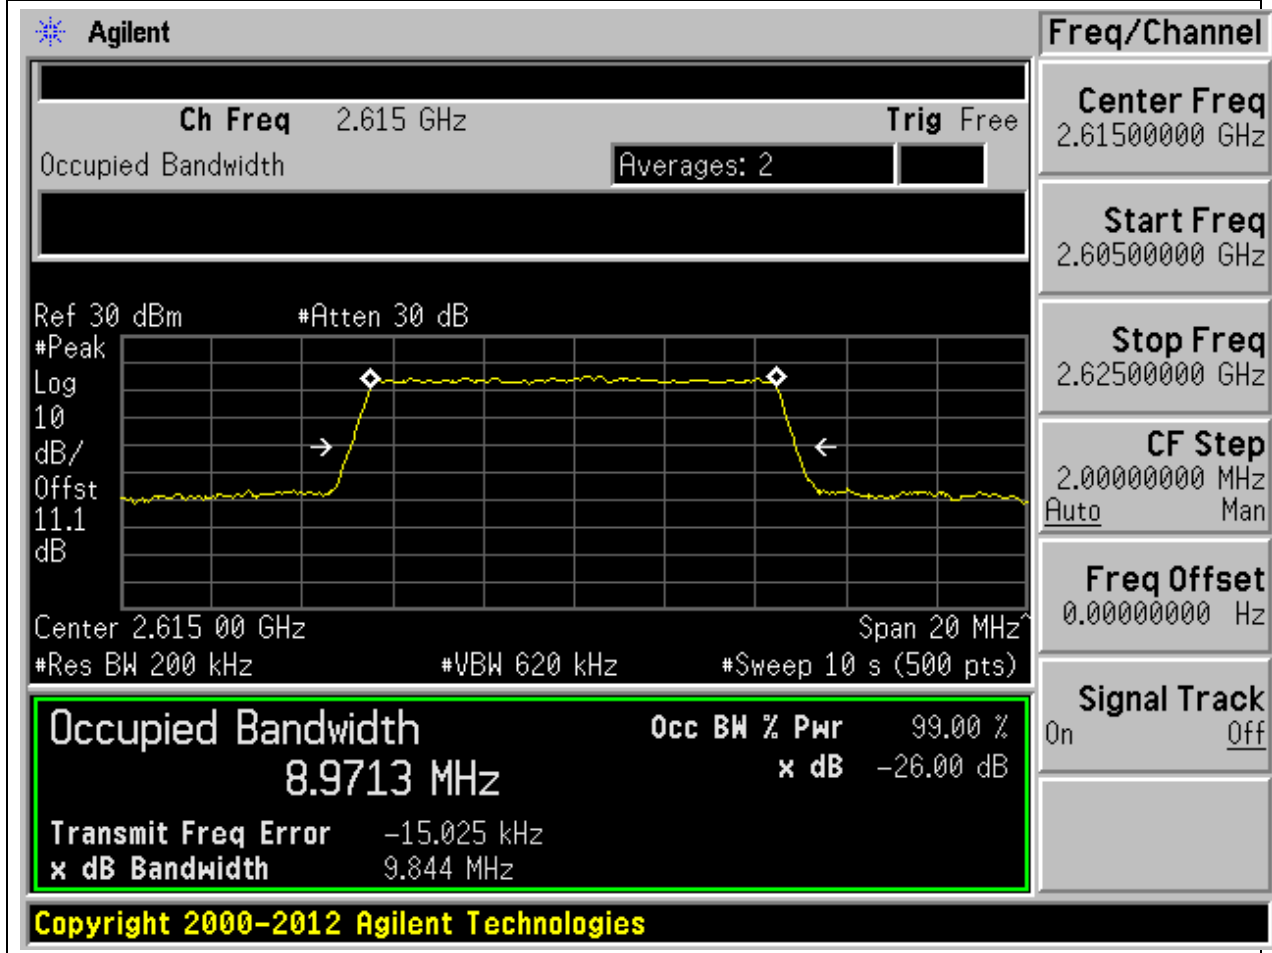 Agilent
Freq/Channel
Ch Freq 2.615 GHz Trig Free
Occupied Bandwidth Averages: 2
Center Freq
2.61500000 GHz
Start Freq
2.60500000 GHz
Stop Freq
2.62500000 GHz
CF Step
2.00000000 MHz
Auto Man
Freq Offset
0.00000000 Hz
Signal Track
On Off
Ref 30 dBm #Atten 30 dB
#Peak
Log
10
dB/
Offst
11.1
dB
Center 2.615 00 GHz Span 20 MHz^
#Res BW 200 kHz #VBW 620 kHz #Sweep 10 s (500 pts)
Occupied Bandwidth Occ BW % Pwr 99.00 %
8.9713 MHz x dB -26.00 dB
Transmit Freq Error -15.025 kHz
x dB Bandwidth 9.844 MHz
Copyright 2000-2012 Agilent Technologies